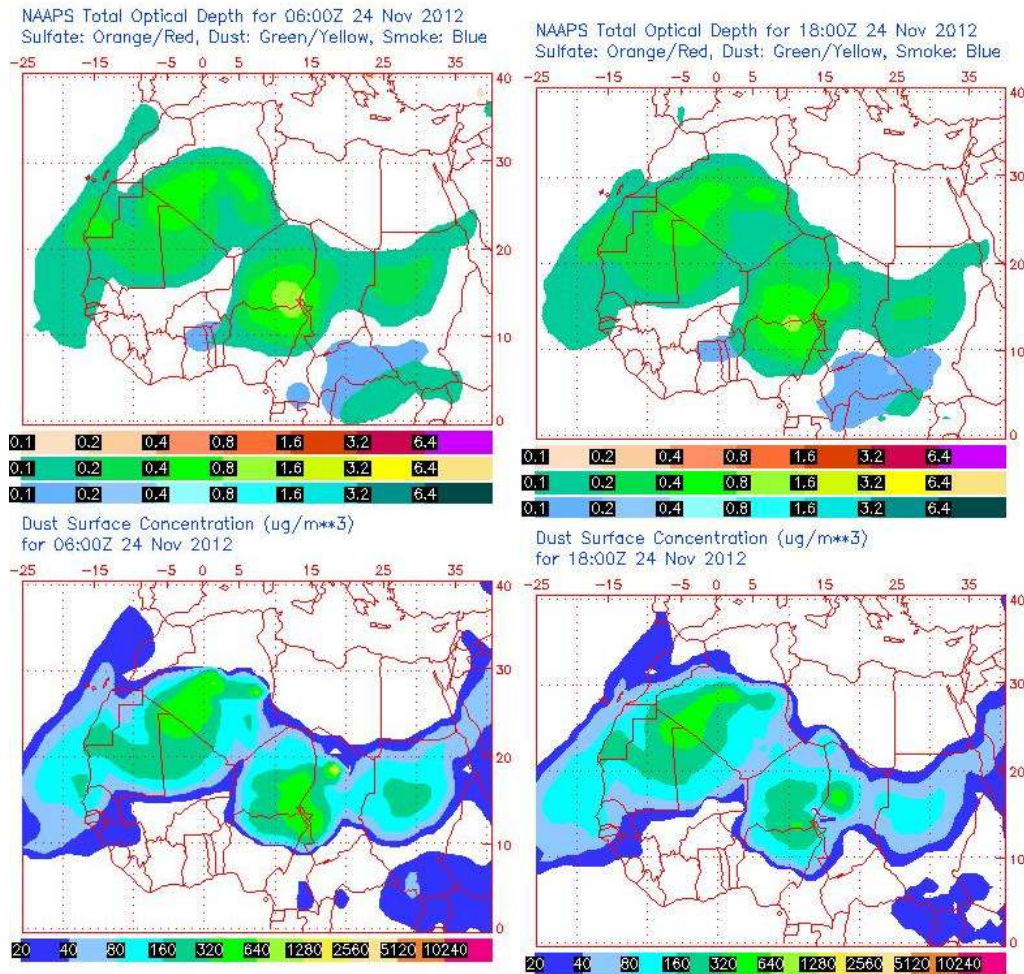 NAAPS Total Optical Depth for 06:00Z 24 Nov 2012
Sulfate: Orange/Red, Dust: Green/Yellow, Smoke: Blue
-25 -15 -5 0 5 15 25 35
40
30
20
10
0
0.1 0.2 0.4 0.8 1.6 3.2 6.4
0.1 0.2 0.4 0.8 1.6 3.2 6.4
0.1 0.2 0.4 0.8 1.6 3.2 6.4
NAAPS Total Optical Depth for 18:00Z 24 Nov 2012
Sulfate: Orange/Red, Dust: Green/Yellow, Smoke: Blue
-25 -15 -5 0 5 15 25 35
40
30
20
10
0
0.1 0.2 0.4 0.8 1.6 3.2 6.4
0.1 0.2 0.4 0.8 1.6 3.2 6.4
0.1 0.2 0.4 0.8 1.6 3.2 6.4
Dust Surface Concentration (ug/m**3)
for 06:00Z 24 Nov 2012
-25 -15 -5 0 5 15 25 35
40
30
20
10
0
20 40 80 160 320 640 1280 2560 5120 10240
Dust Surface Concentration (ug/m**3)
for 18:00Z 24 Nov 2012
-25 -15 -5 0 5 15 25 35
40
30
20
10
0
20 40 80 160 320 640 1280 2560 5120 10240